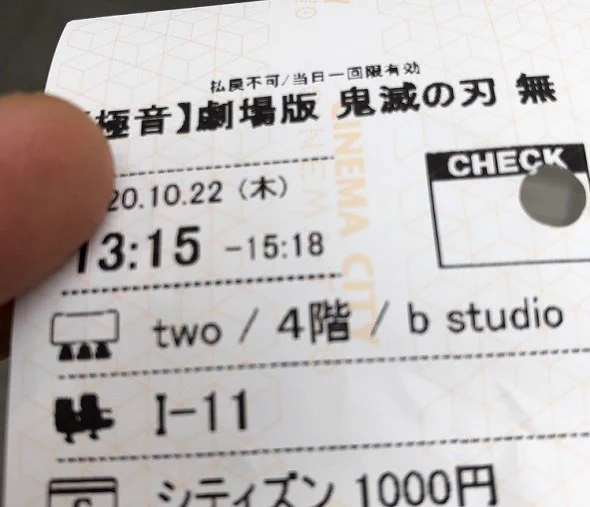 払戻不可/当日一回限有効
極音】劇場版 鬼滅の刃 無
20.10.22 (木)
CHECK
13:15 -15:18
CINEMA CITY
two / 4階 / b studio
I-11
シティズン 1000円